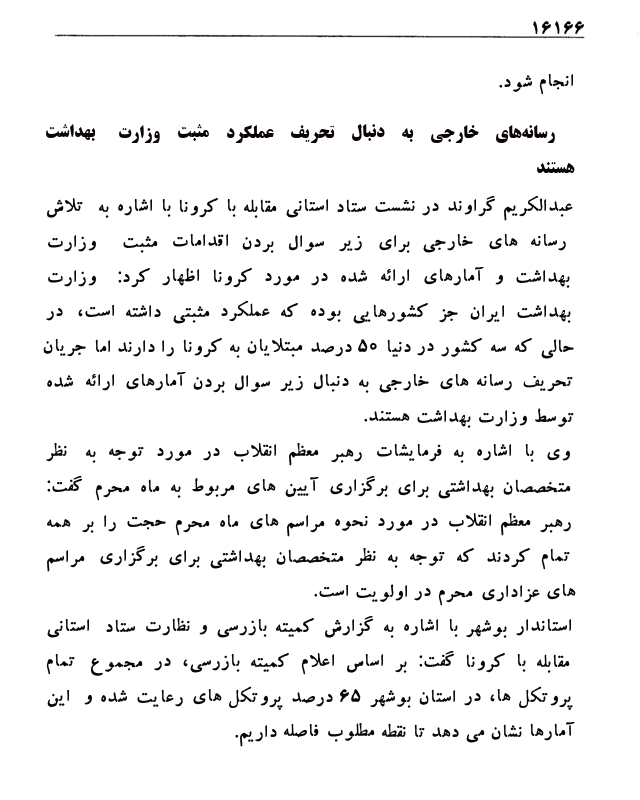 ۱۶۱۶۶
انجام شود.
رسانه‌های خارجی به دنبال تحریف عملکرد مثبت وزارت بهداشت
هستند
عبدالکریم گراوند در نشست ستاد استانی مقابله با کرونا با اشاره به تلاش
رسانه های خارجی برای زیر سوال بردن اقدامات مثبت وزارت
بهداشت و آمارهای ارائه شده در مورد کرونا اظهار کرد: وزارت
بهداشت ایران جز کشورهایی بوده که عملکرد مثبتی داشته است، در
حالی که سه کشور در دنیا ۵۰ درصد مبتلایان به کرونا را دارند اما جریان
تحریف رسانه های خارجی به دنبال زیر سوال بردن آمارهای ارائه شده
توسط وزارت بهداشت هستند.
وی با اشاره به فرمایشات رهبر معظم انقلاب در مورد توجه به نظر
متخصصان بهداشتی برای برگزاری آیین های مربوط به ماه محرم گفت:
رهبر معظم انقلاب در مورد نحوه مراسم های ماه محرم حجت را بر همه
تمام کردند که توجه به نظر متخصصان بهداشتی برای برگزاری مراسم
های عزاداری محرم در اولویت است.
استاندار بوشهر با اشاره به گزارش کمیته بازرسی و نظارت ستاد استانی
مقابله با کرونا گفت: بر اساس اعلام کمیته بازرسی، در مجموع تمام
پروتکل ها، در استان بوشهر ۶۵ درصد پروتکل های رعایت شده و این
آمارها نشان می دهد تا نقطه مطلوب فاصله داریم.